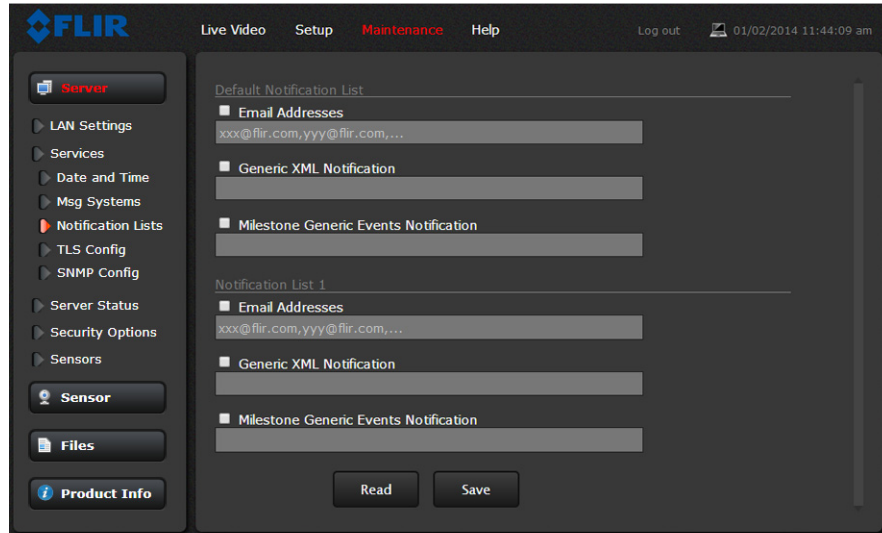 FLIR
Live Video Setup Maintenance Help Log out 01/02/2014 11:44:09 am
Server
LAN Settings
Services
Date and Time
Msg Systems
Notification Lists
TLS Config
SNMP Config
Server Status
Security Options
Sensors
Sensor
Files
Product Info
Default Notification List
Email Addresses
xxx@flir.com,yyy@flir.com,...
Generic XML Notification
Milestone Generic Events Notification
Notification List 1
Email Addresses
xxx@flir.com,yyy@flir.com,...
Generic XML Notification
Milestone Generic Events Notification
Read Save